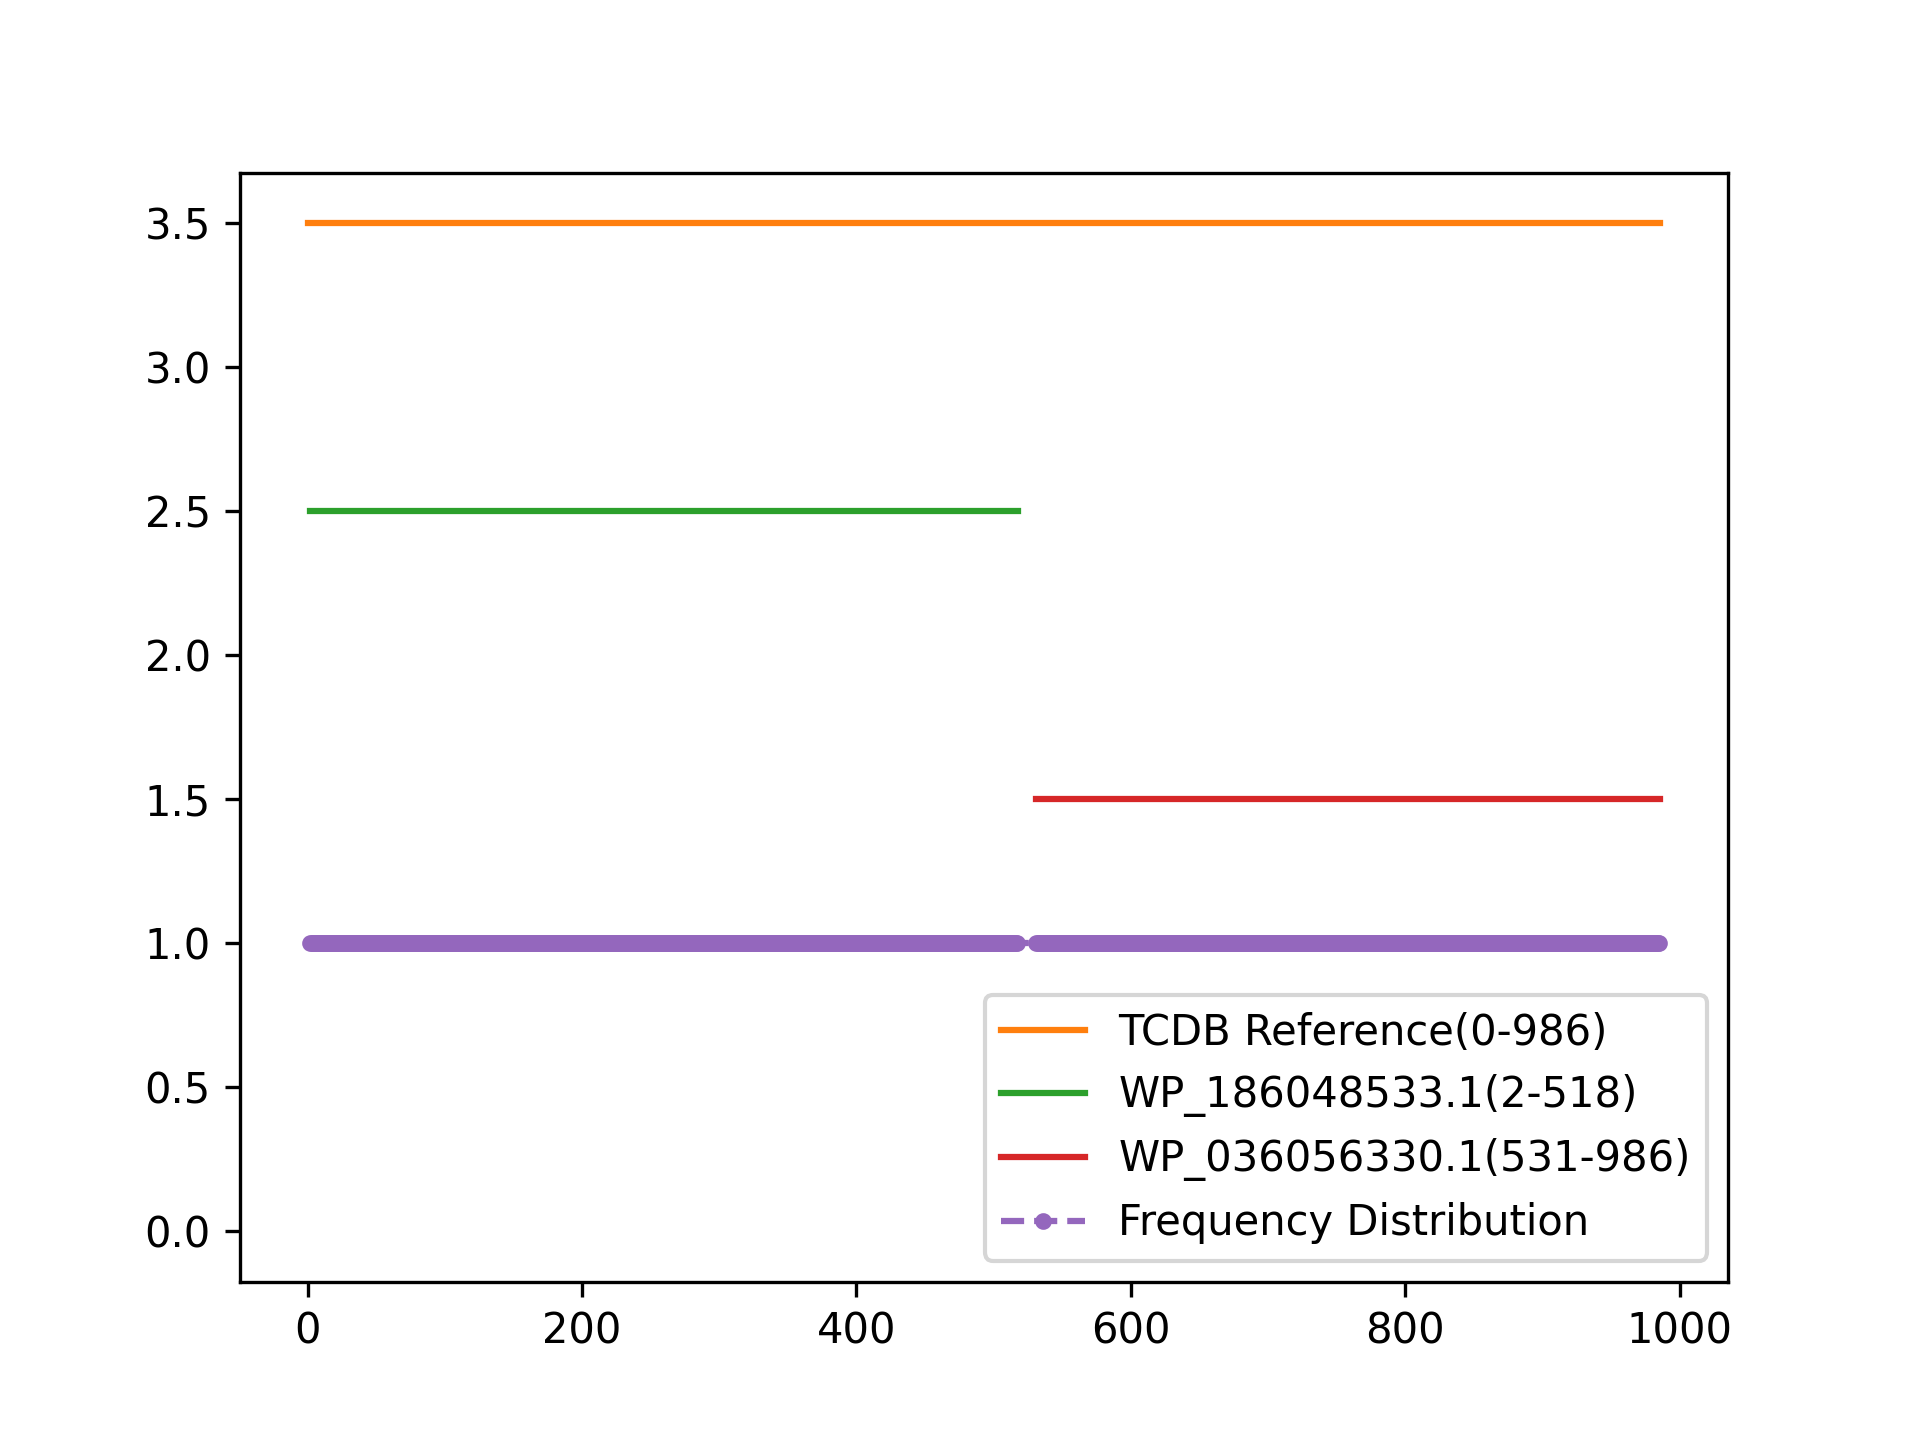 3.5
3.0
2.5
2.0
1.5
1.0
0.5
0.0
TCDB Reference(0-986)
WP_186048533.1(2-518)
WP_036056330.1(531-986)
Frequency Distribution
0 200 400 600 800 1000